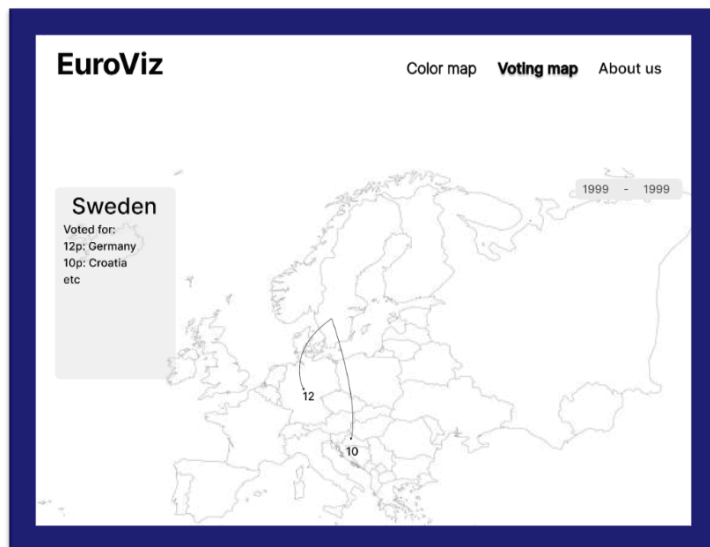 EuroViz
Color map Voting map About us
1999 - 1999
Sweden
Voted for:
12p: Germany
10p: Croatia
etc
12
10